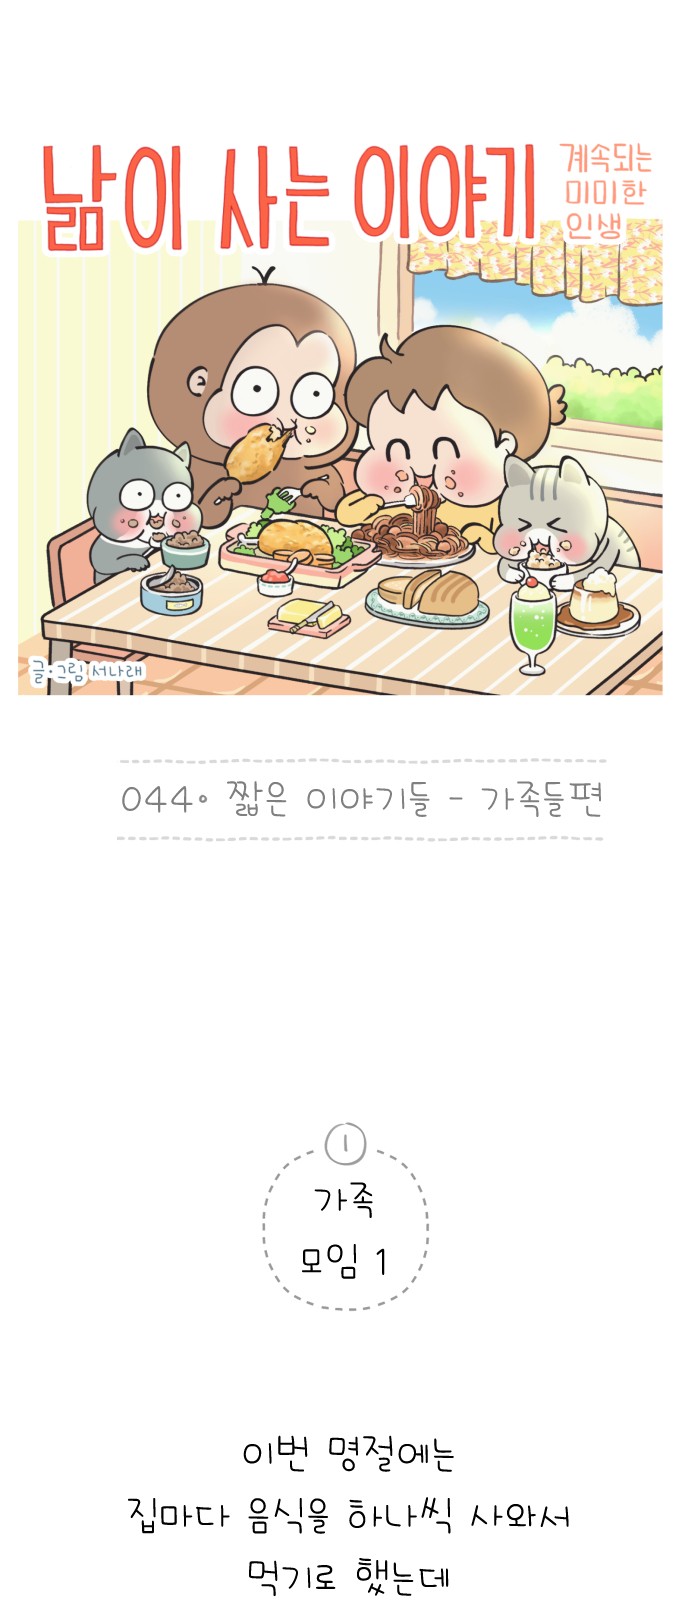 낢이 사는 이야기
계속되는
미미한
인생
글·그림 서나래
044. 짧은 이야기들 - 가족들편
1
가족
모임 1
이번 명절에는
집마다 음식을 하나씩 사와서
먹기로 했는데